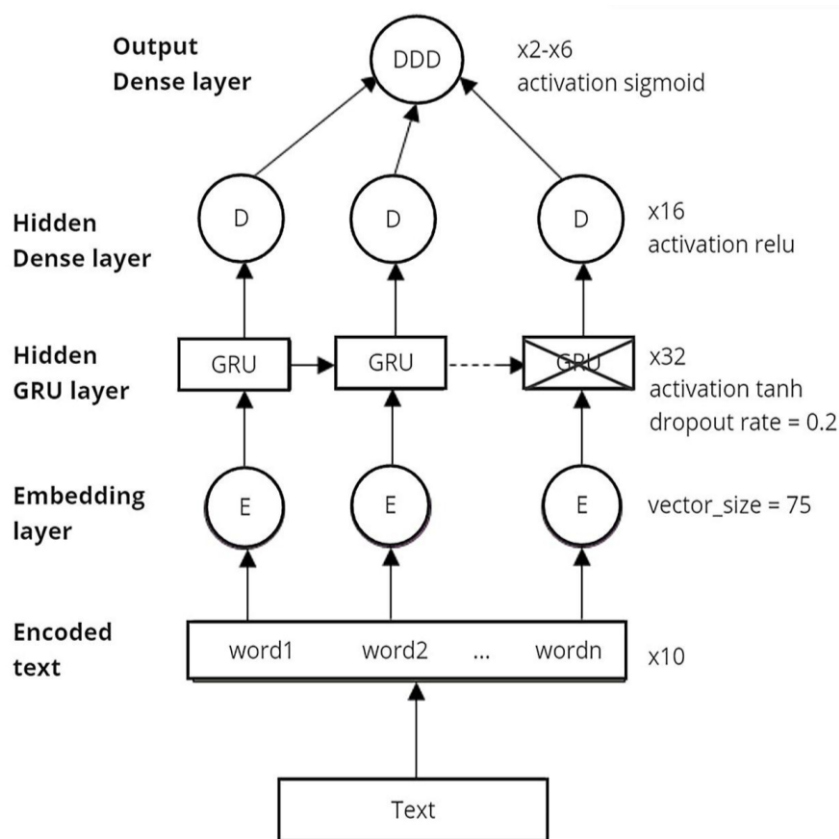 Output
Dense layer
DDD
x2-x6
activation sigmoid
Hidden
Dense layer
D
D
D
x16
activation relu
Hidden
GRU layer
GRU
GRU
GRU
x32
activation tanh
dropout rate = 0.2
Embedding
layer
E
E
E
vector_size = 75
Encoded
text
word1 word2 ... wordn
x10
Text